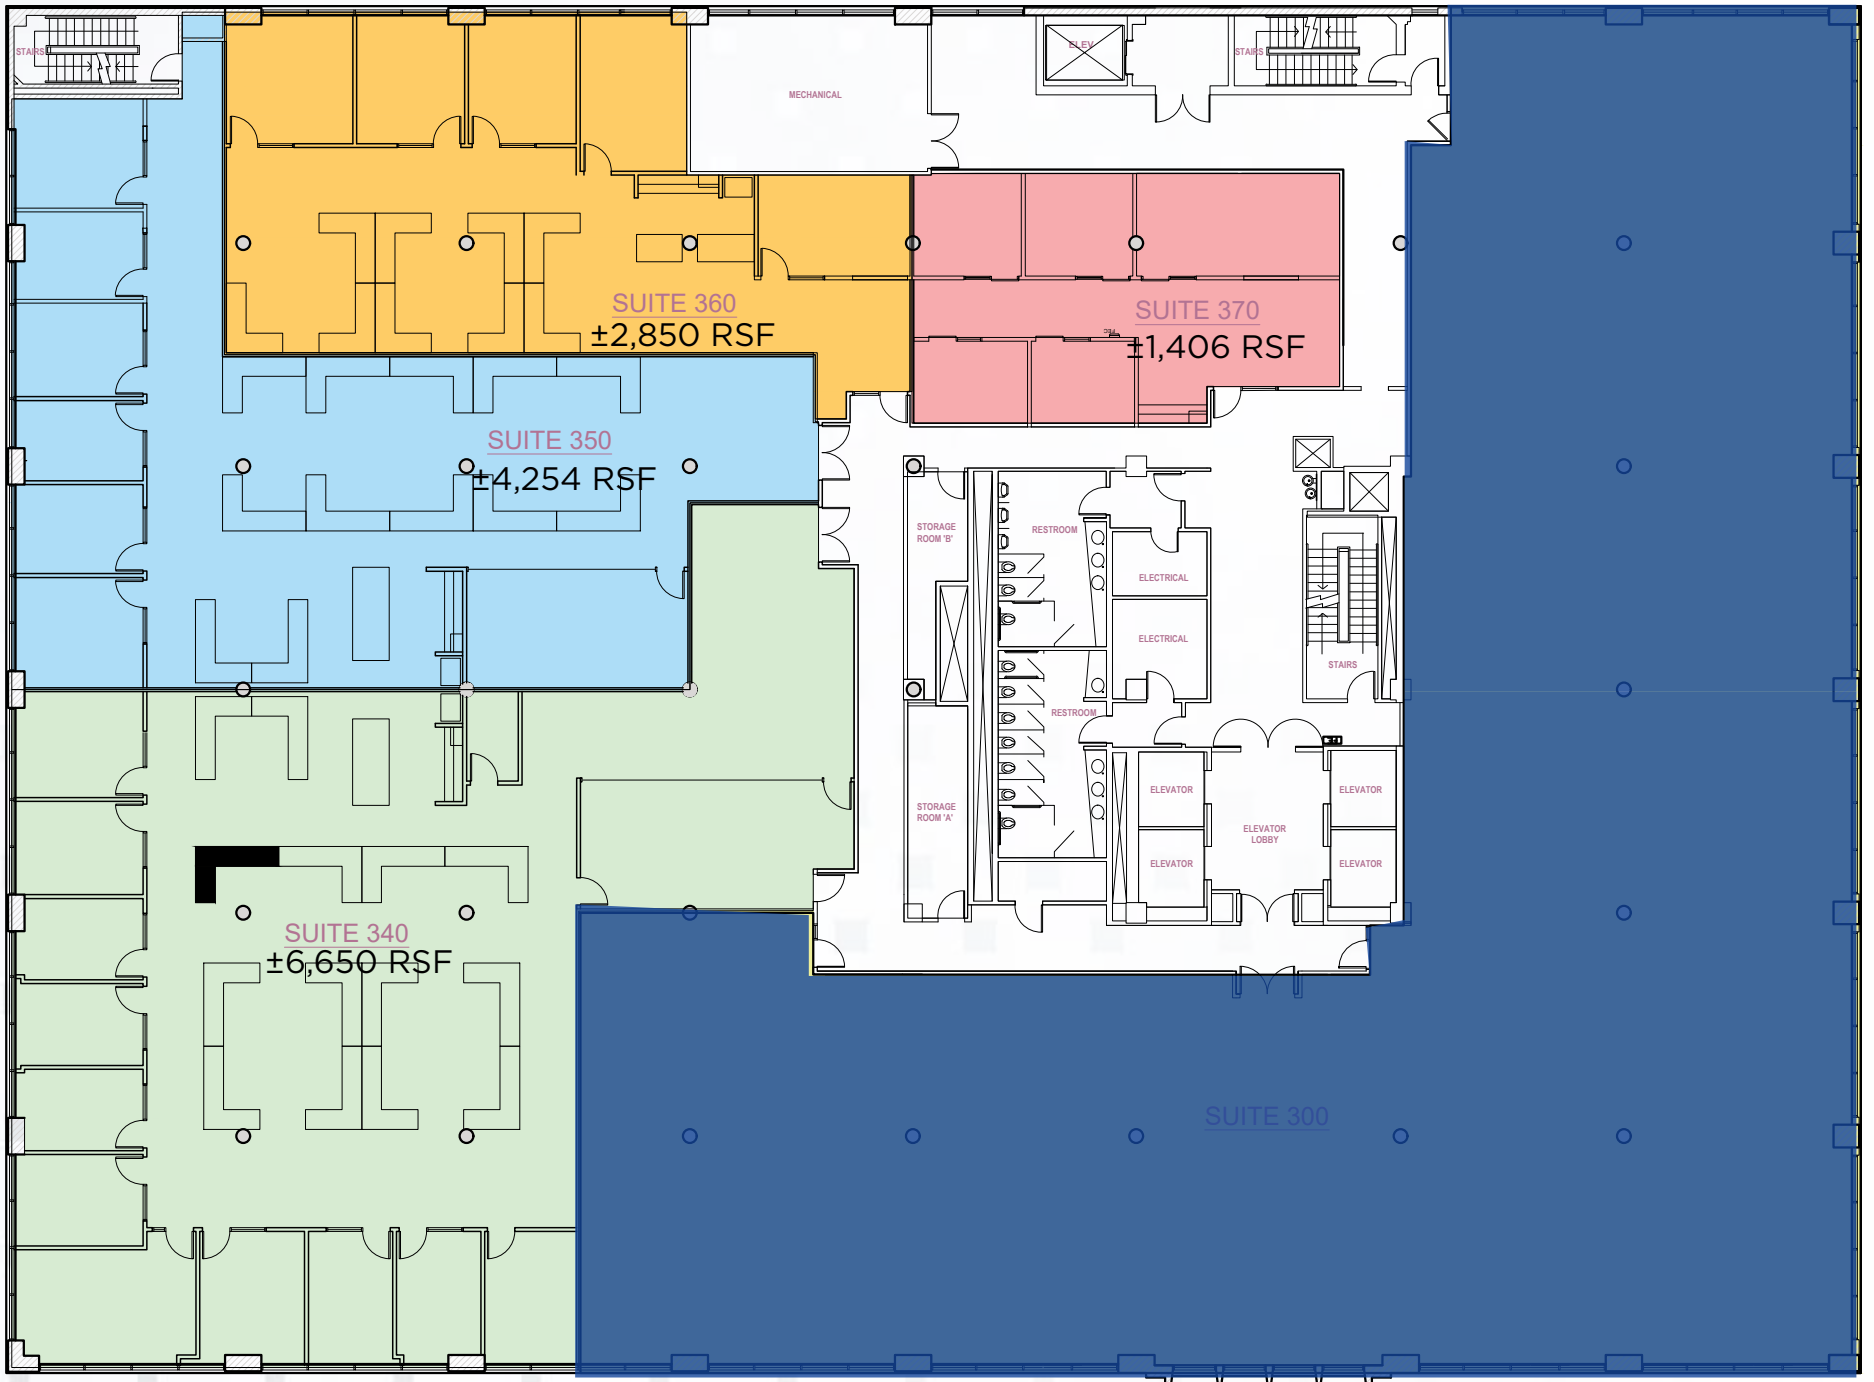 STAIRS
ELEV
STAIRS
MECHANICAL
SUITE 360
±2,850 RSF
SUITE 370
FEC
±1,406 RSF
SUITE 350
±4,254 RSF
STORAGE
ROOM 'B'
RESTROOM
ELECTRICAL
ELECTRICAL
STAIRS
RESTROOM
STORAGE
ROOM 'A'
ELEVATOR
ELEVATOR
ELEVATOR
LOBBY
ELEVATOR
ELEVATOR
SUITE 340
±6,650 RSF
SUITE 300